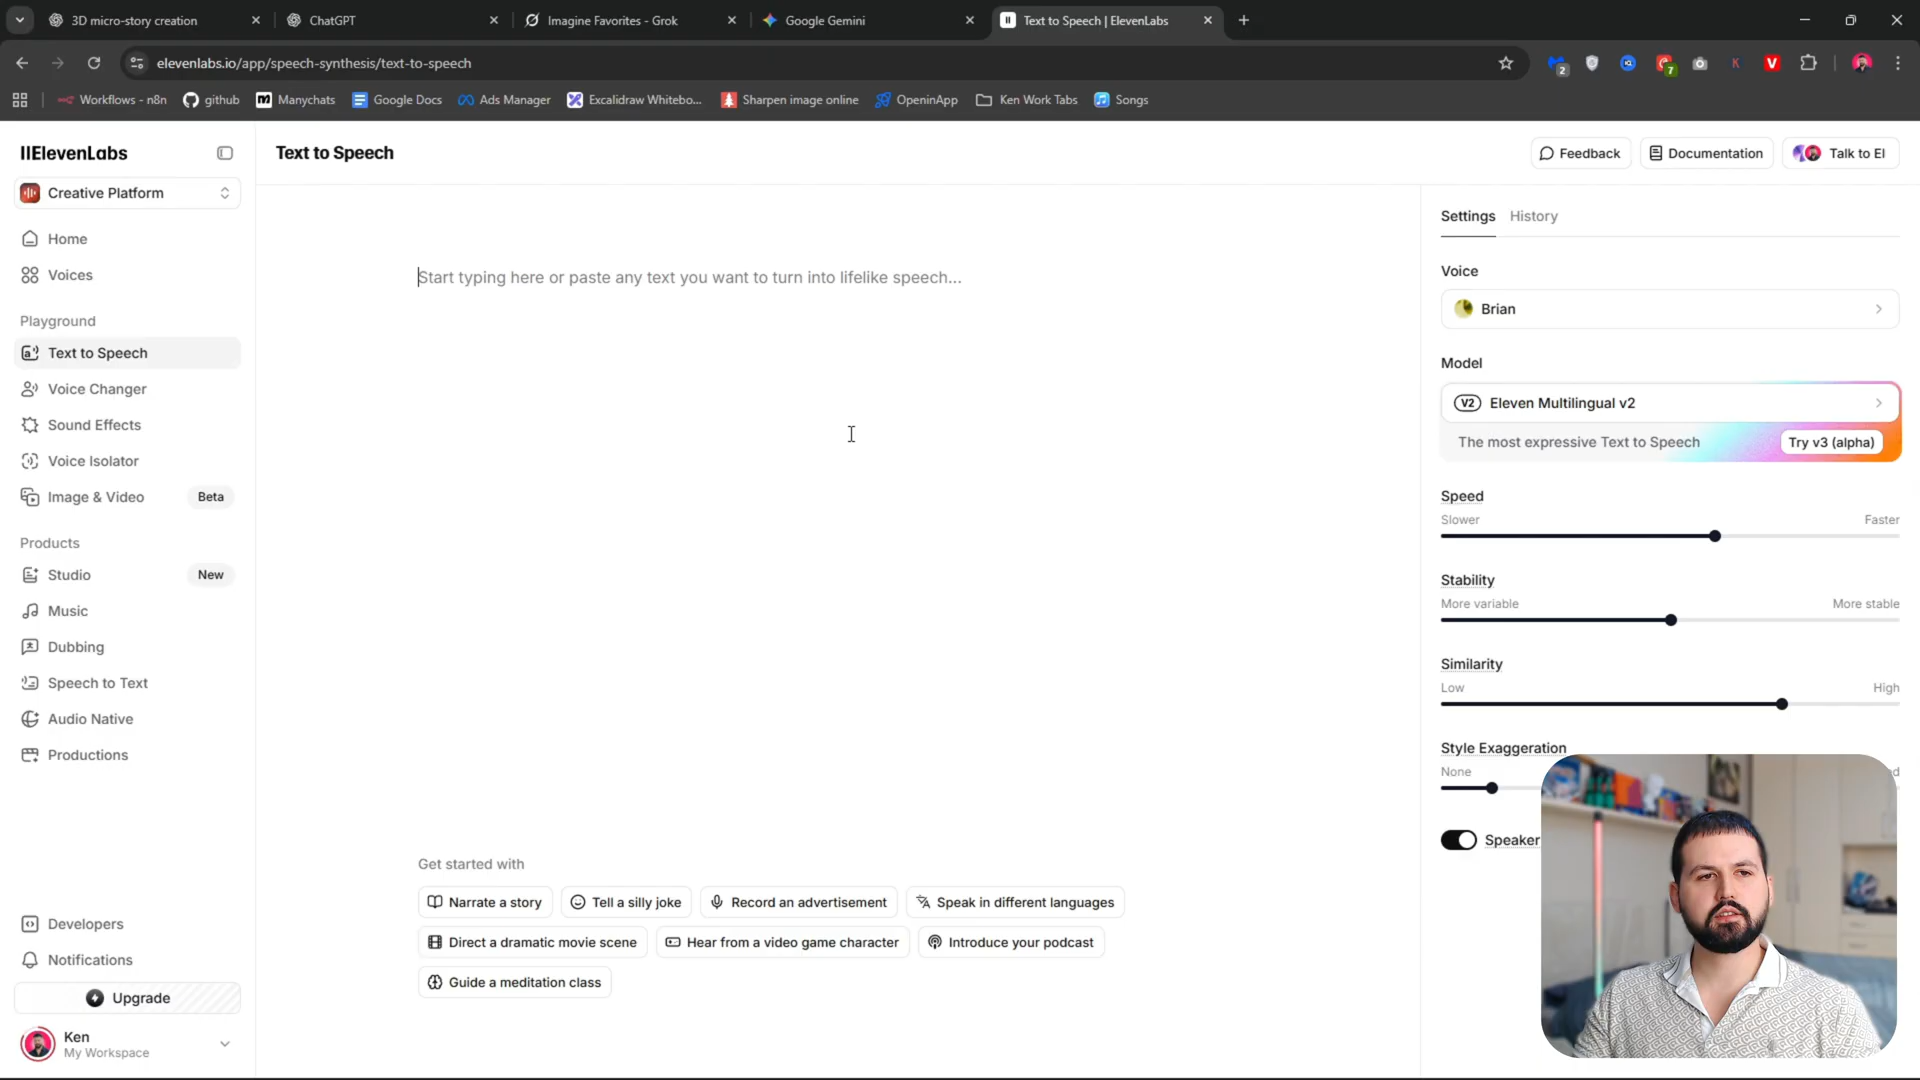 3D micro-story creation
ChatGPT
Imagine Favorites - Grok
Google Gemini
Text to Speech | ElevenLabs
elevenlabs.io/app/speech-synthesis/text-to-speech
2
7
K
V
Workflows - n8n
github
Manychats
Google Docs
Ads Manager
Excalidraw Whitebo...
Sharpen image online
OpeninApp
Ken Work Tabs
Songs
IIElevenLabs
Text to Speech
Feedback
Documentation
Talk to El
Creative Platform
Home
Voices
Playground
Text to Speech
Voice Changer
Sound Effects
Voice Isolator
Image & Video
Beta
Products
Studio
New
Music
Dubbing
Speech to Text
Audio Native
Productions
Developers
Notifications
Upgrade
Ken
My Workspace
Start typing here or paste any text you want to turn into lifelike speech...
Get started with
Narrate a story
Tell a silly joke
Record an advertisement
Speak in different languages
Direct a dramatic movie scene
Hear from a video game character
Introduce your podcast
Guide a meditation class
Settings
History
Voice
Brian
Model
V2
Eleven Multilingual v2
The most expressive Text to Speech
Try v3 (alpha)
Speed
Slower
Faster
Stability
More variable
More stable
Similarity
Low
High
Style Exaggeration
None
Speaker